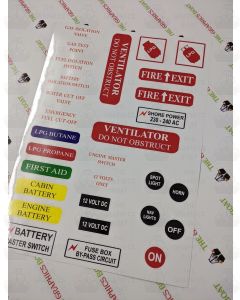 GAS ISOLATION
VALVE
GAS TEST
POINT
FUEL ISOLATION
SWITCH
BATTERY
ISOLATION SWITCH
WATER CUT OFF
VALVE
EMERGENCY
FUEL CUT-OFF
VENTILATOR
DO NOT OBSTRUCT
FIRE EXIT
FIRE EXIT
SHORE POWER
230 - 240 AC
LPG BUTANE
LPG PROPANE
FIRST AID
CABIN
BATTERY
ENGINE
BATTERY
BATTERY
MASTER SWITCH
VENTILATOR
DO NOT OBSTRUCT
ENGINE MASTER
SWITCH
12 VOLTS
ONLY
12 VOLT DC
12 VOLT DC
FUSE BOX
BY-PASS CIRCUIT
SPOT
LIGHT
HORN
NAV
LIGHTS
OFF
ON